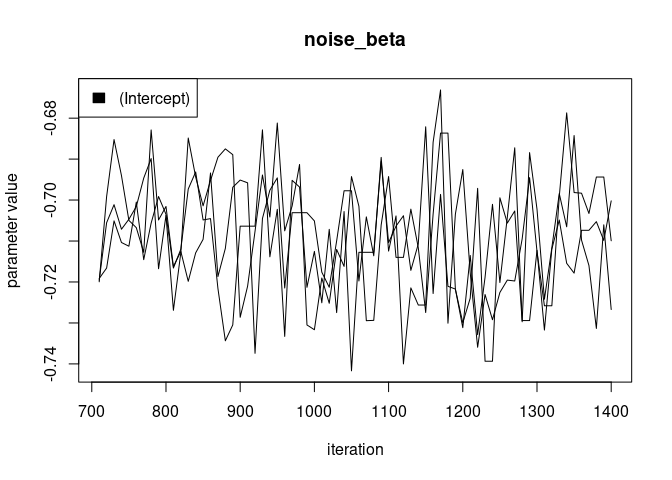 noise_beta
(Intercept)
parameter value
-0.68
-0.70
-0.72
-0.74
700 800 900 1000 1100 1200 1300 1400
iteration